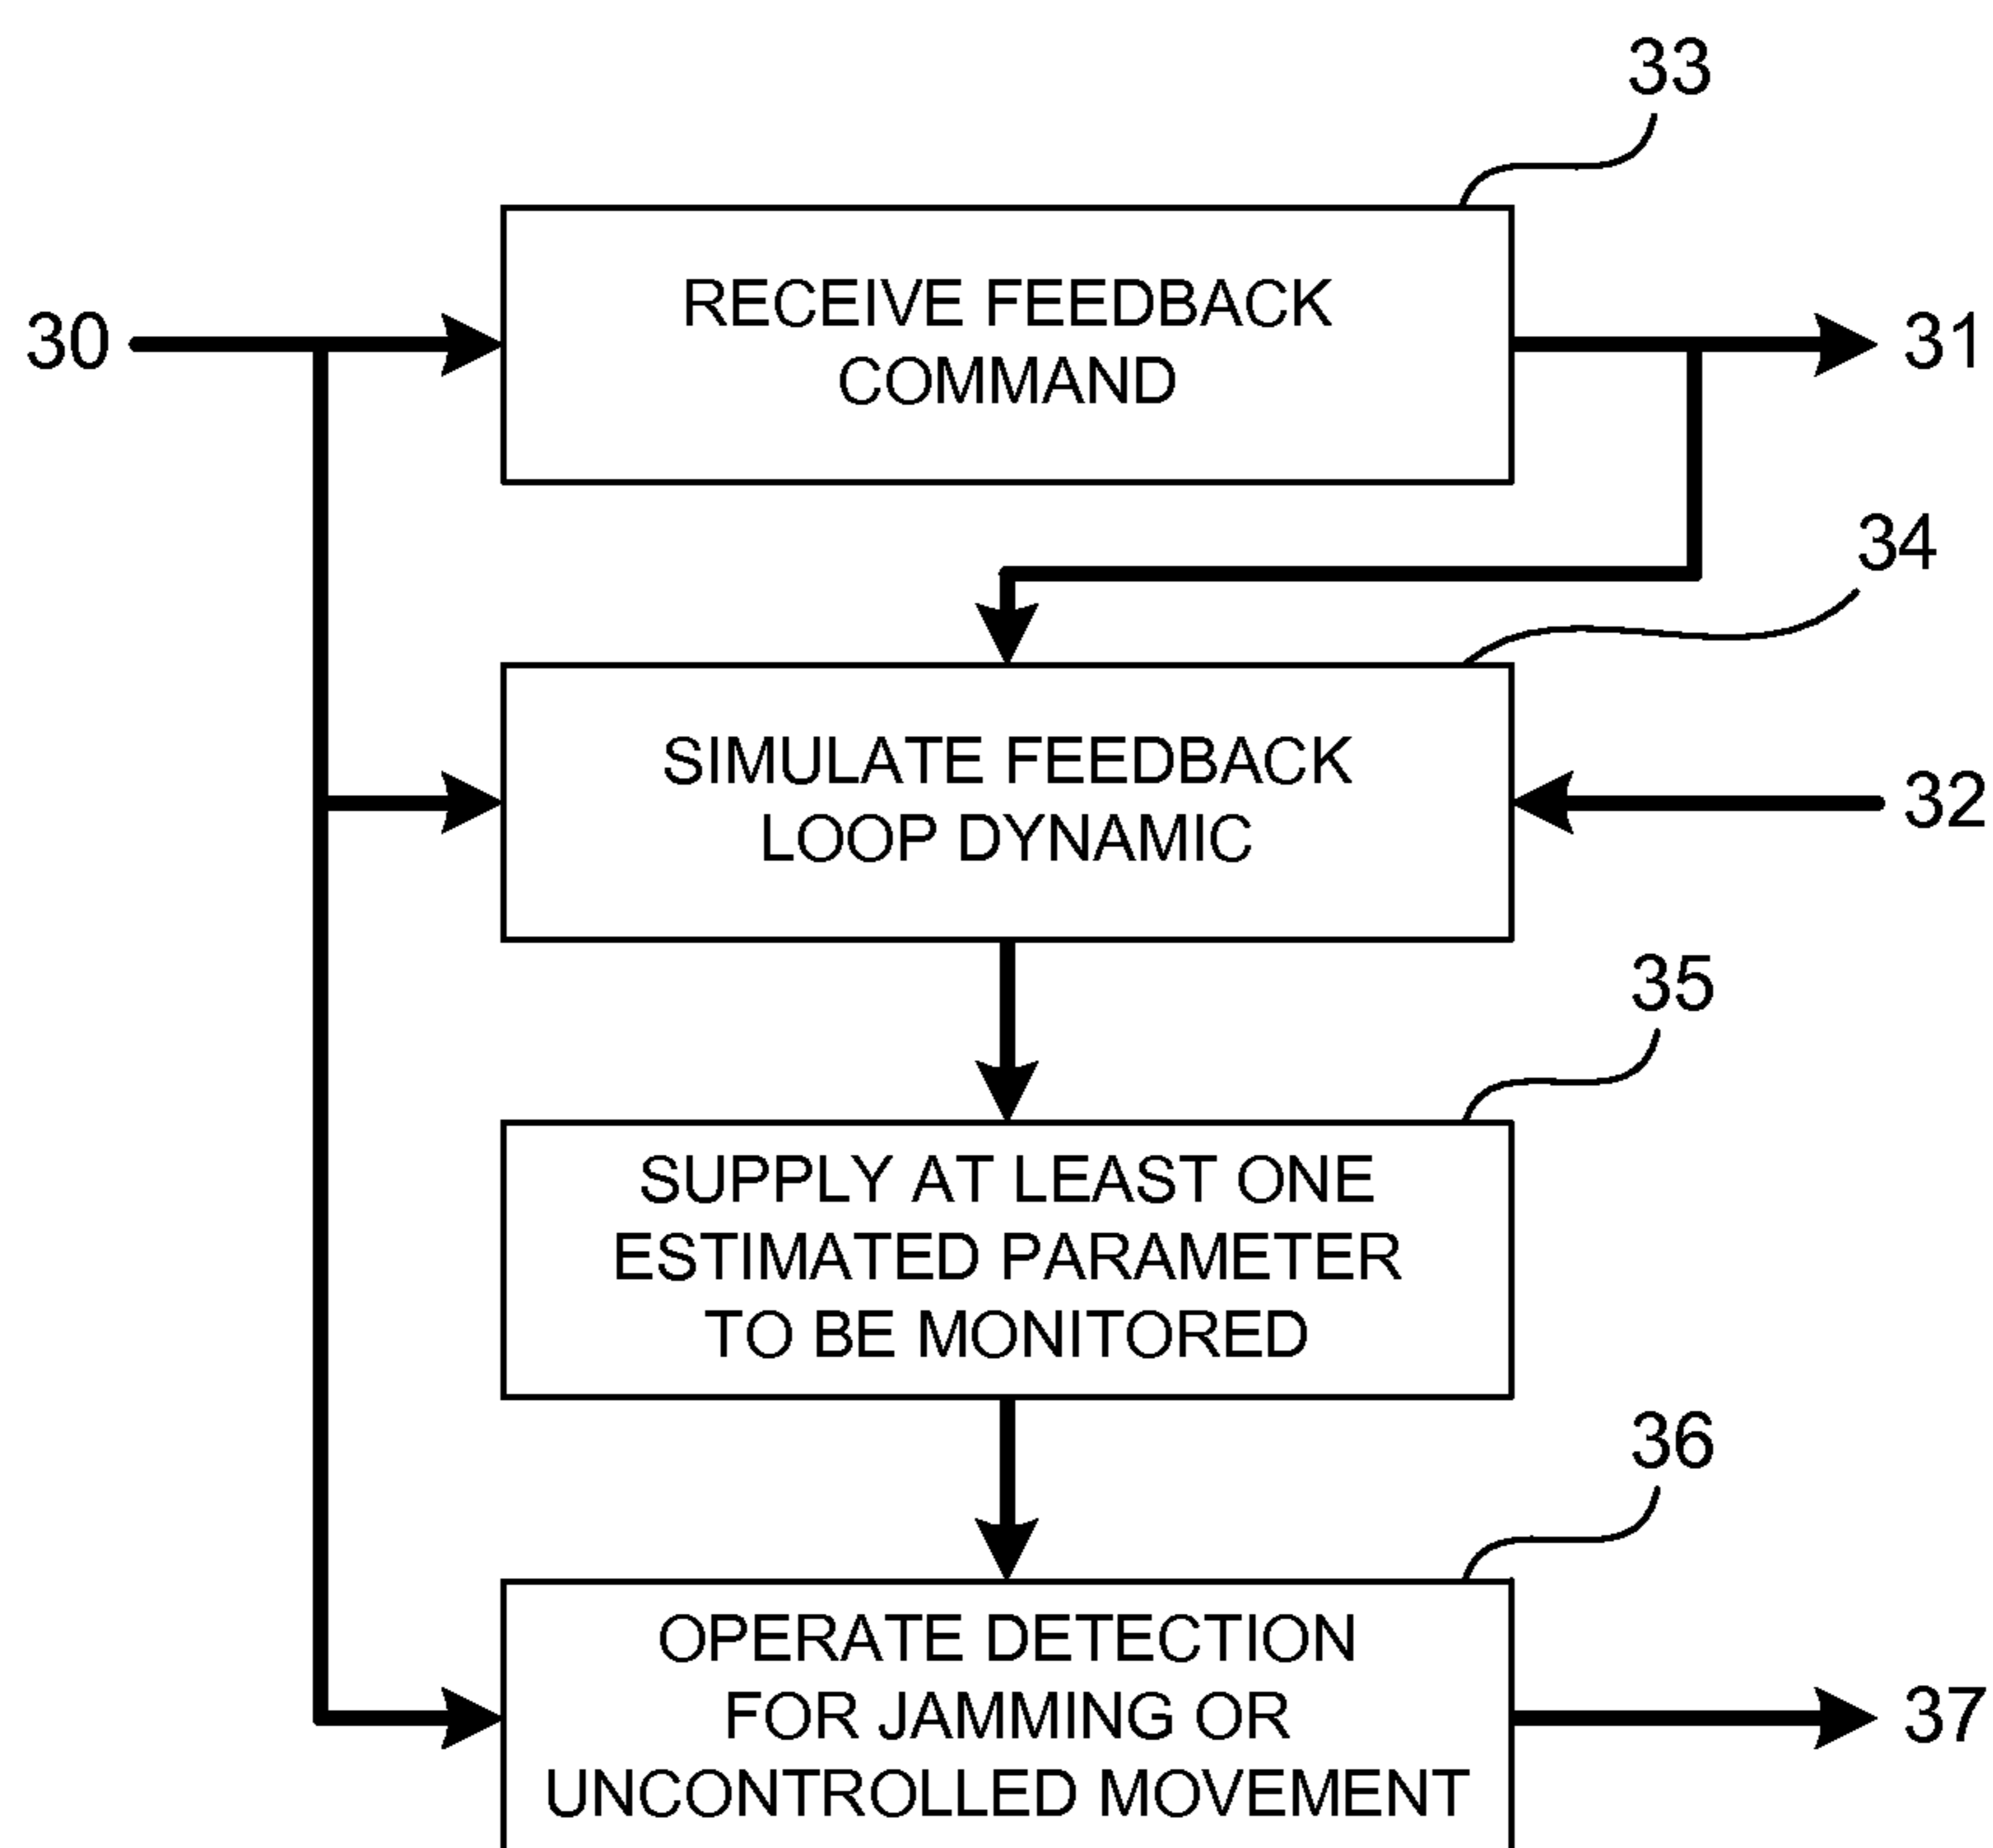 33
RECEIVE FEEDBACK
COMMAND
30
31
34
SIMULATE FEEDBACK
LOOP DYNAMIC
32
35
SUPPLY AT LEAST ONE
ESTIMATED PARAMETER
TO BE MONITORED
36
OPERATE DETECTION
FOR JAMMING OR
UNCONTROLLED MOVEMENT
37